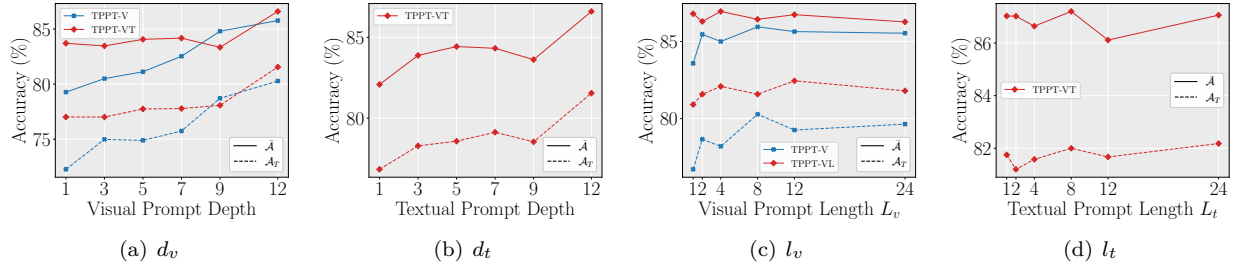 TPPT-V
TPPT-VT
Accuracy (%)
85
80
75
Ā
A_T
1 3 5 7 9 12
Visual Prompt Depth
(a) d_v
TPPT-VT
Accuracy (%)
85
80
Ā
A_T
1 3 5 7 9 12
Textual Prompt Depth
(b) d_t
Accuracy (%)
85
80
TPPT-V
TPPT-VL
Ā
A_T
1 2 4 8 12 24
Visual Prompt Length L_v
(c) l_v
Accuracy (%)
86
84
82
TPPT-VT
Ā
A_T
1 2 4 8 12 24
Textual Prompt Length L_t
(d) l_t